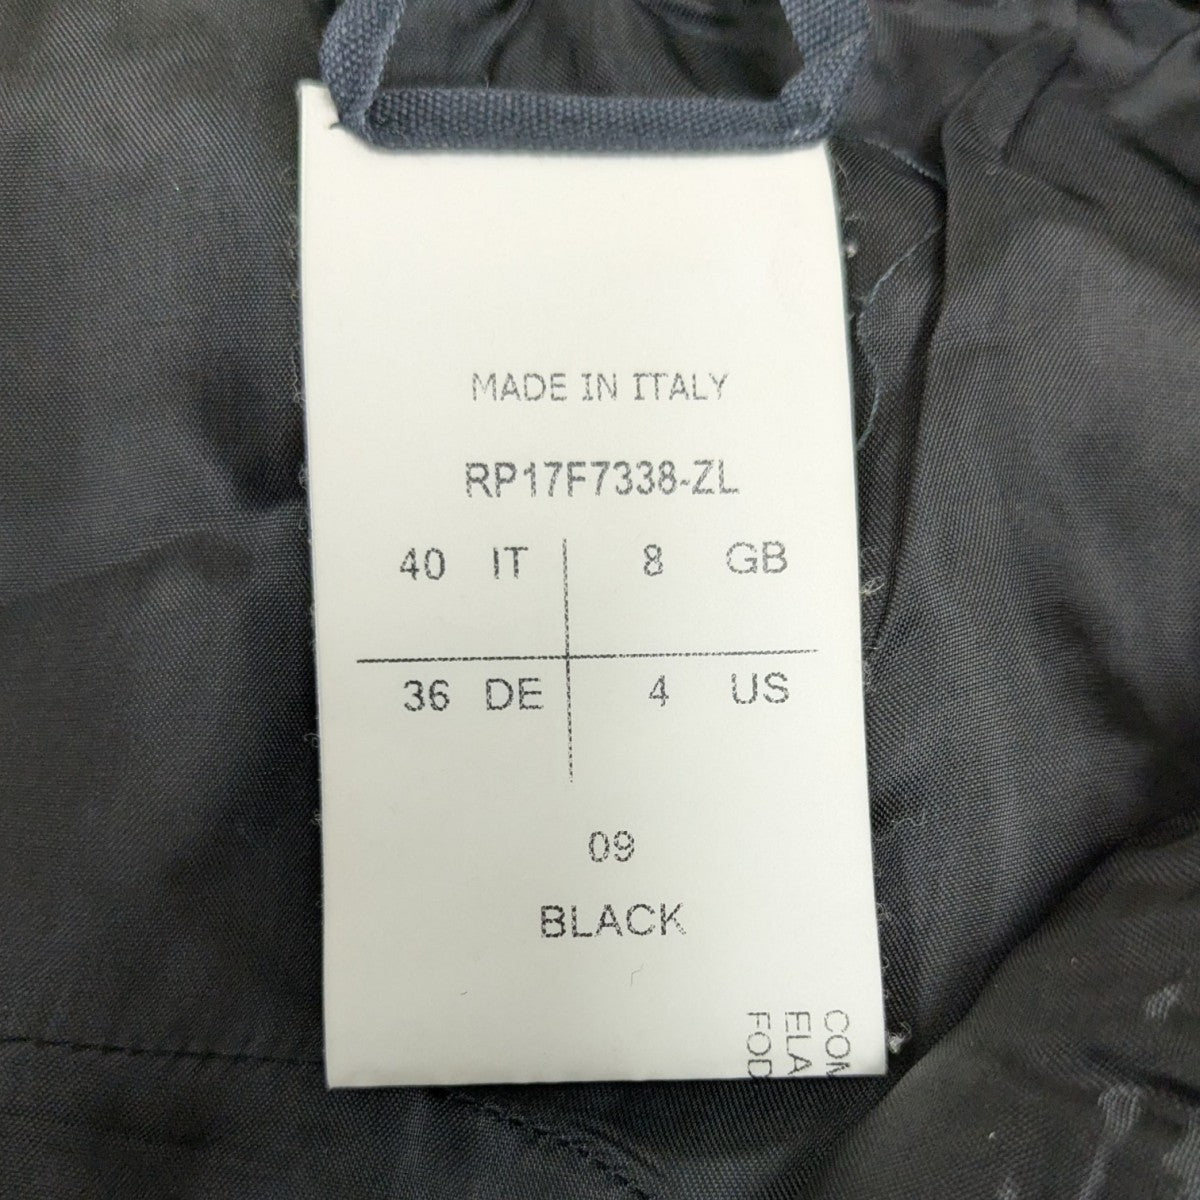 MADE IN ITALY
RP17F7338-ZL
40 IT 8 GB
36 DE 4 US
09
BLACK
COM
ELA
FOD